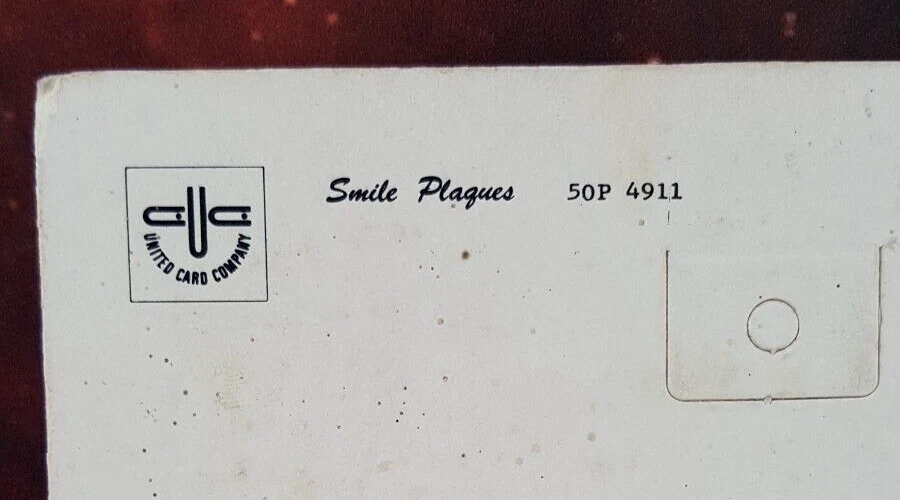 Smile Plaques 50P 4911
UNITED CARD COMPANY